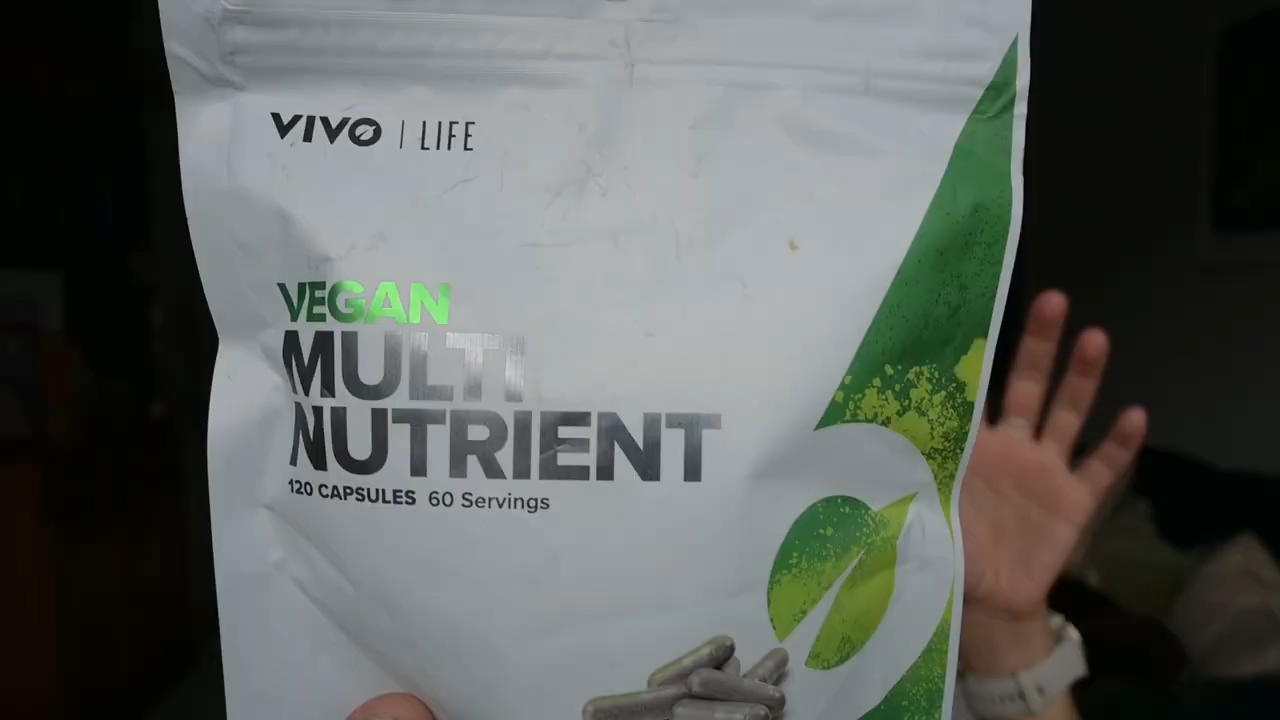 VIVO | LIFE
VEGAN
MULTI
NUTRIENT
120 CAPSULES 60 Servings